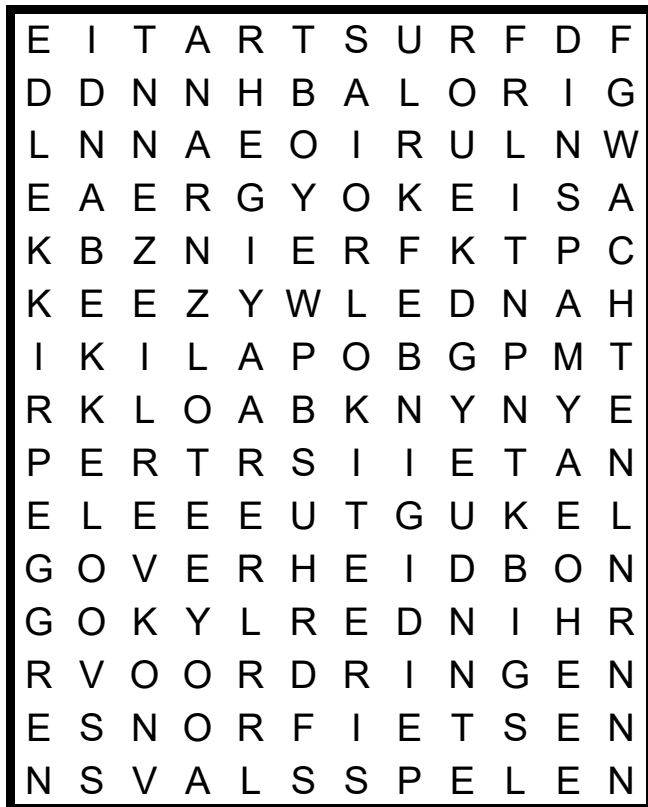 E I T A R T S U R F D F
D D N N H B A L O R I G
L N N A E O I R U L N W
E A E R G Y O K E I S A
K B Z N I E R F K T P C
K E E Z Y W L E D N A H
I K I L A P O B G P M T
R K L O A B K N Y N Y E
P E R T R S I I E T A N
E L E E E U T G U K E L
G O V E R H E I D B O N
G O K Y L R E D N I H R
R V O O R D R I N G E N
E S N O R F I E T S E N
N S V A L S S P E L E N